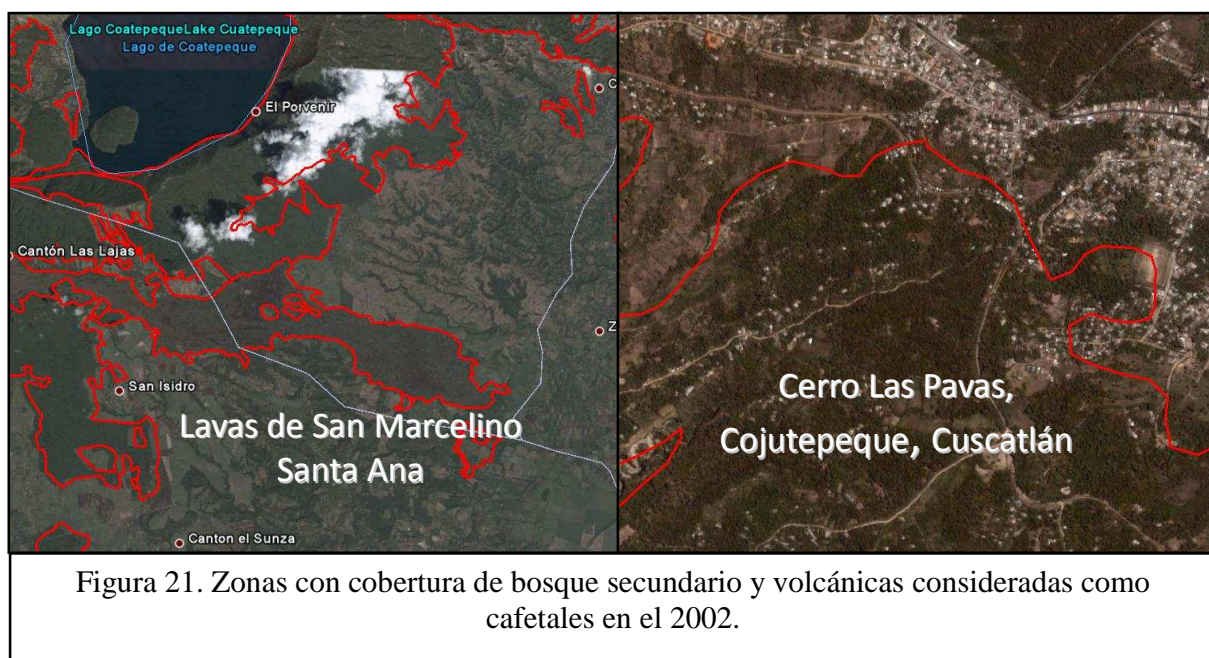 Lago CoatepequeLake Cuatepeque
Lago de Coatepeque
El Porvenir
C
Cantón Las Lajas
Z
San Isidro
Lavas de San Marcelino
Santa Ana
Canton el Sunza
Cerro Las Pavas,
Cojutepeque, Cuscatlán
Figura 21. Zonas con cobertura de bosque secundario y volcánicas consideradas como
cafetales en el 2002.